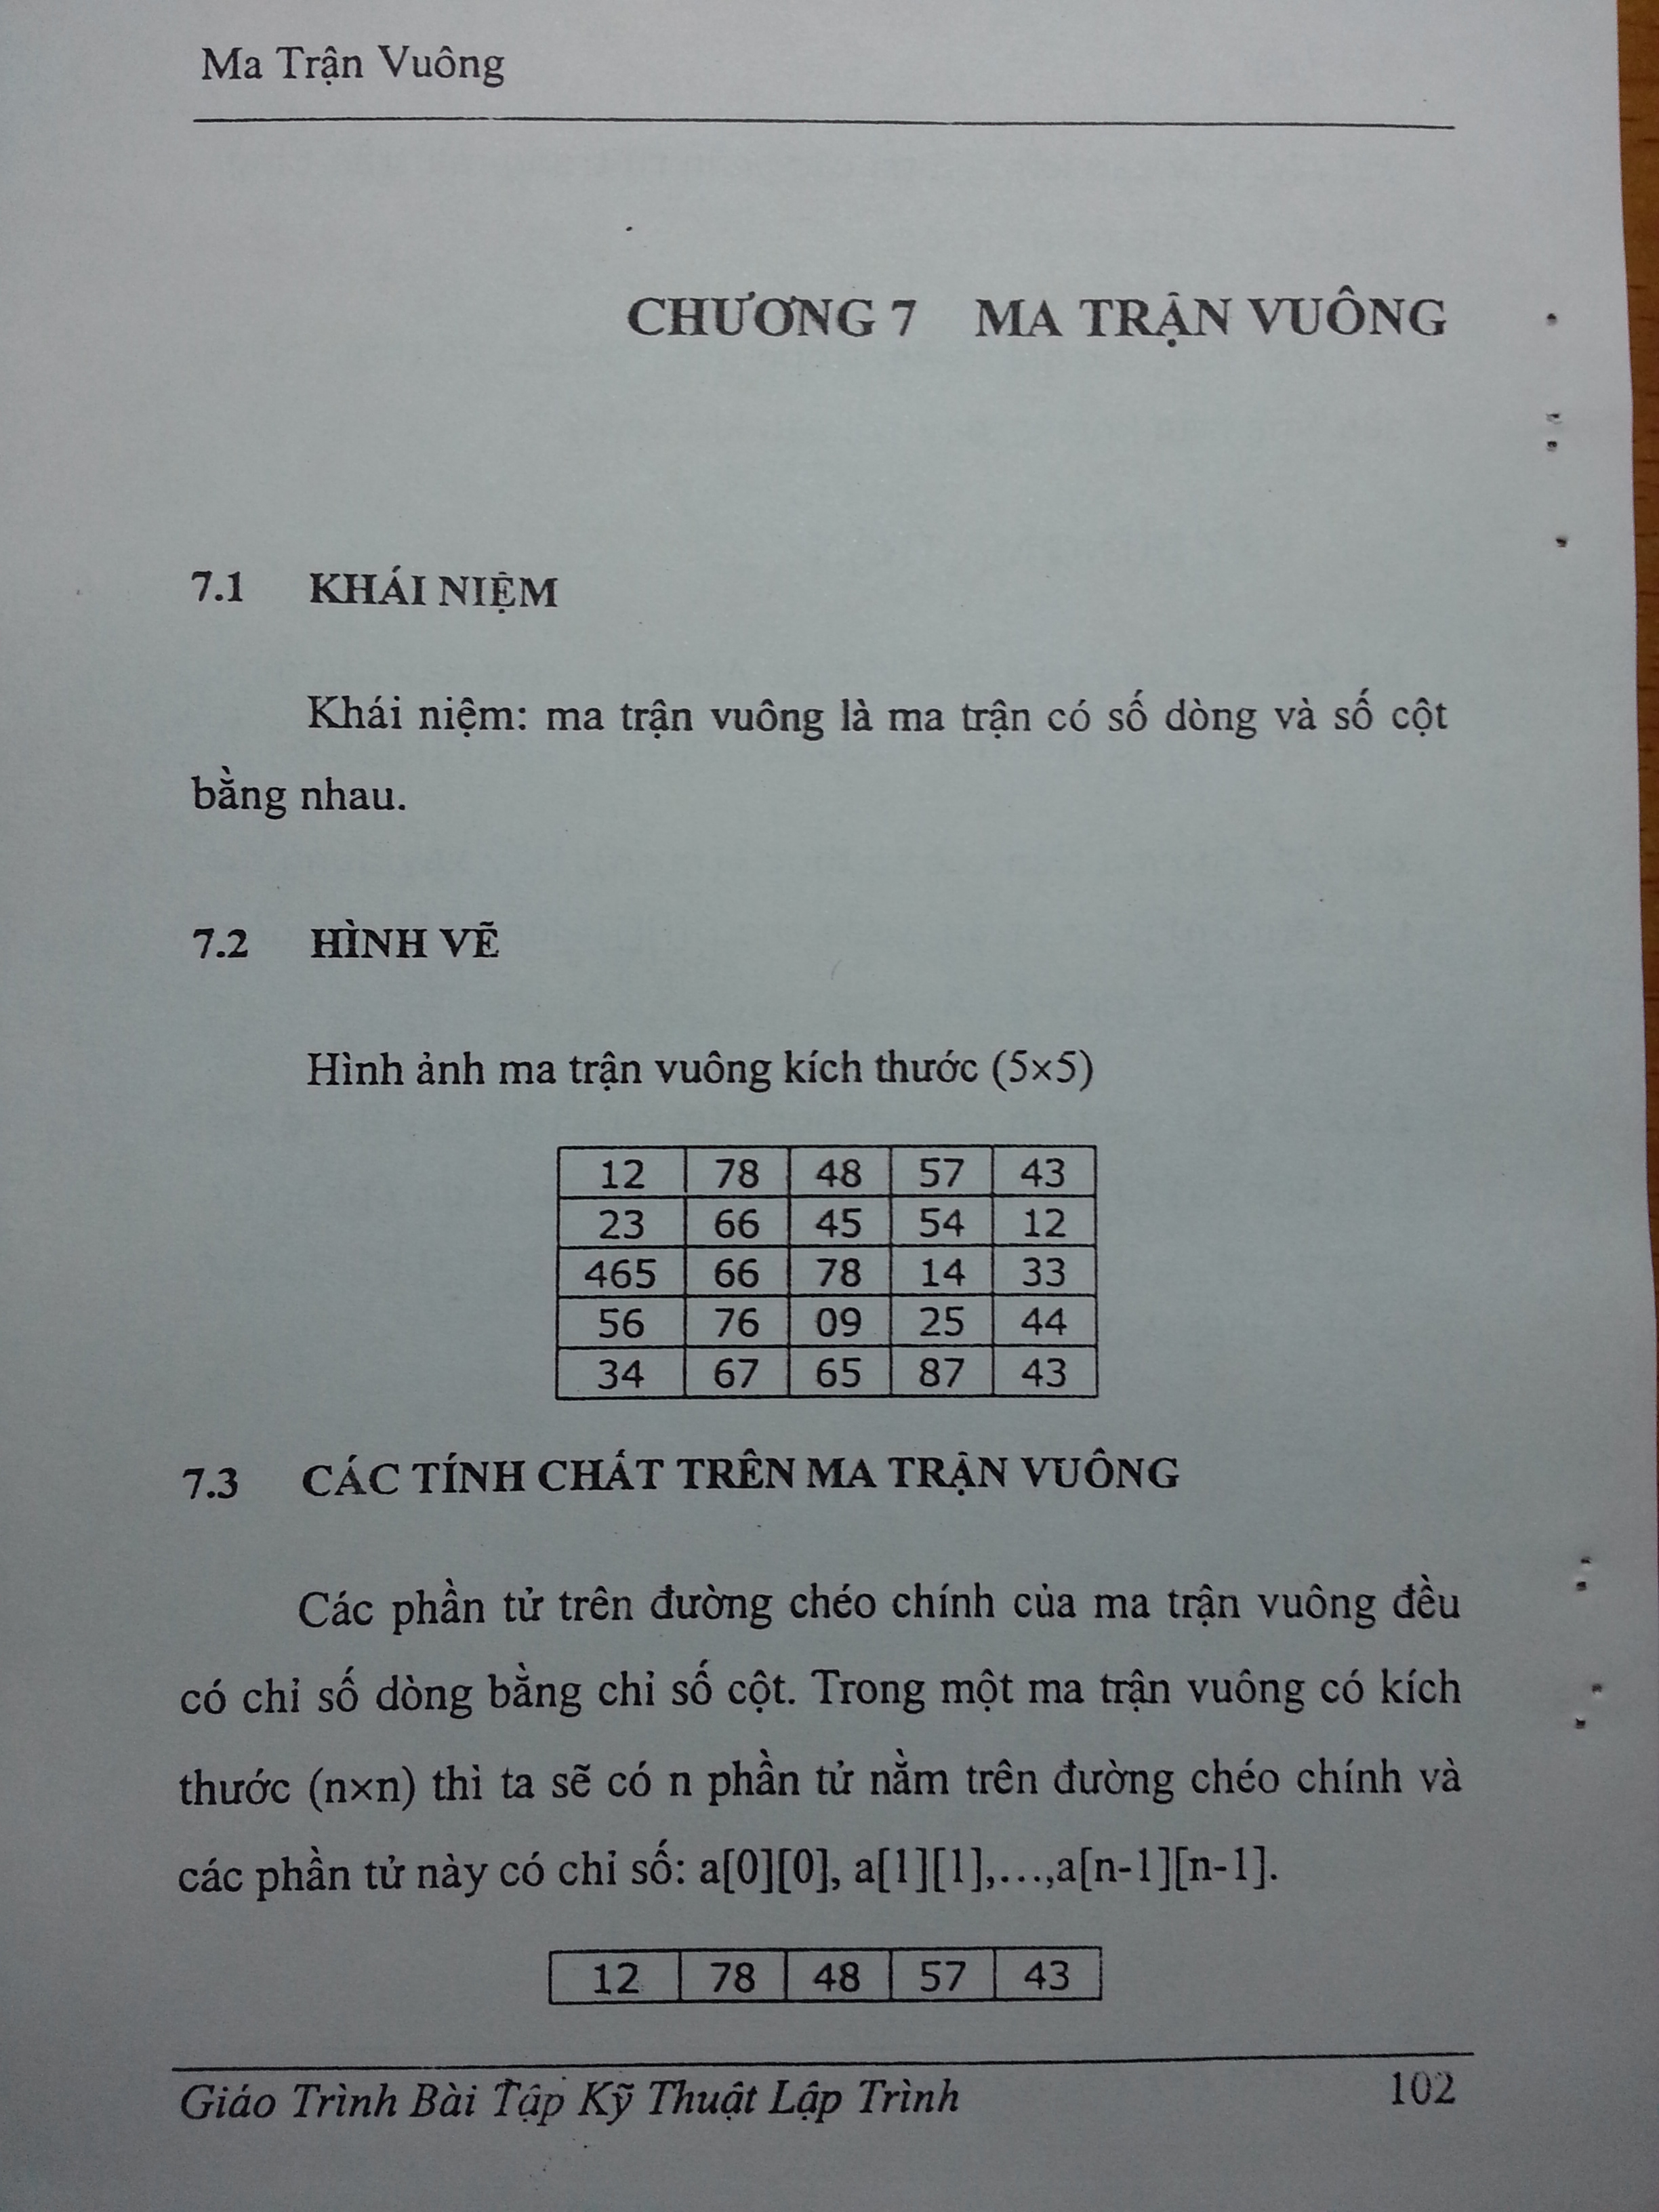 Ma Trận Vuông
CHƯƠNG 7 MA TRẬN VUÔNG
7.1 KHÁI NIỆM
Khái niệm: ma trận vuông là ma trận có số dòng và số cột
bằng nhau.
7.2 HÌNH VẼ
Hình ảnh ma trận vuông kích thước (5×5)
12 78 48 57 43
23 66 45 54 12
465 66 78 14 33
56 76 09 25 44
34 67 65 87 43
7.3 CÁC TÍNH CHẤT TRÊN MA TRẬN VUÔNG
Các phần tử trên đường chéo chính của ma trận vuông đều
có chỉ số dòng bằng chỉ số cột. Trong một ma trận vuông có kích
thước (n×n) thì ta sẽ có n phần tử nằm trên đường chéo chính và
các phần tử này có chỉ số: a[0][0], a[1][1],...,a[n-1][n-1].
12 78 48 57 43
Giáo Trình Bài Tập Kỹ Thuật Lập Trình 102